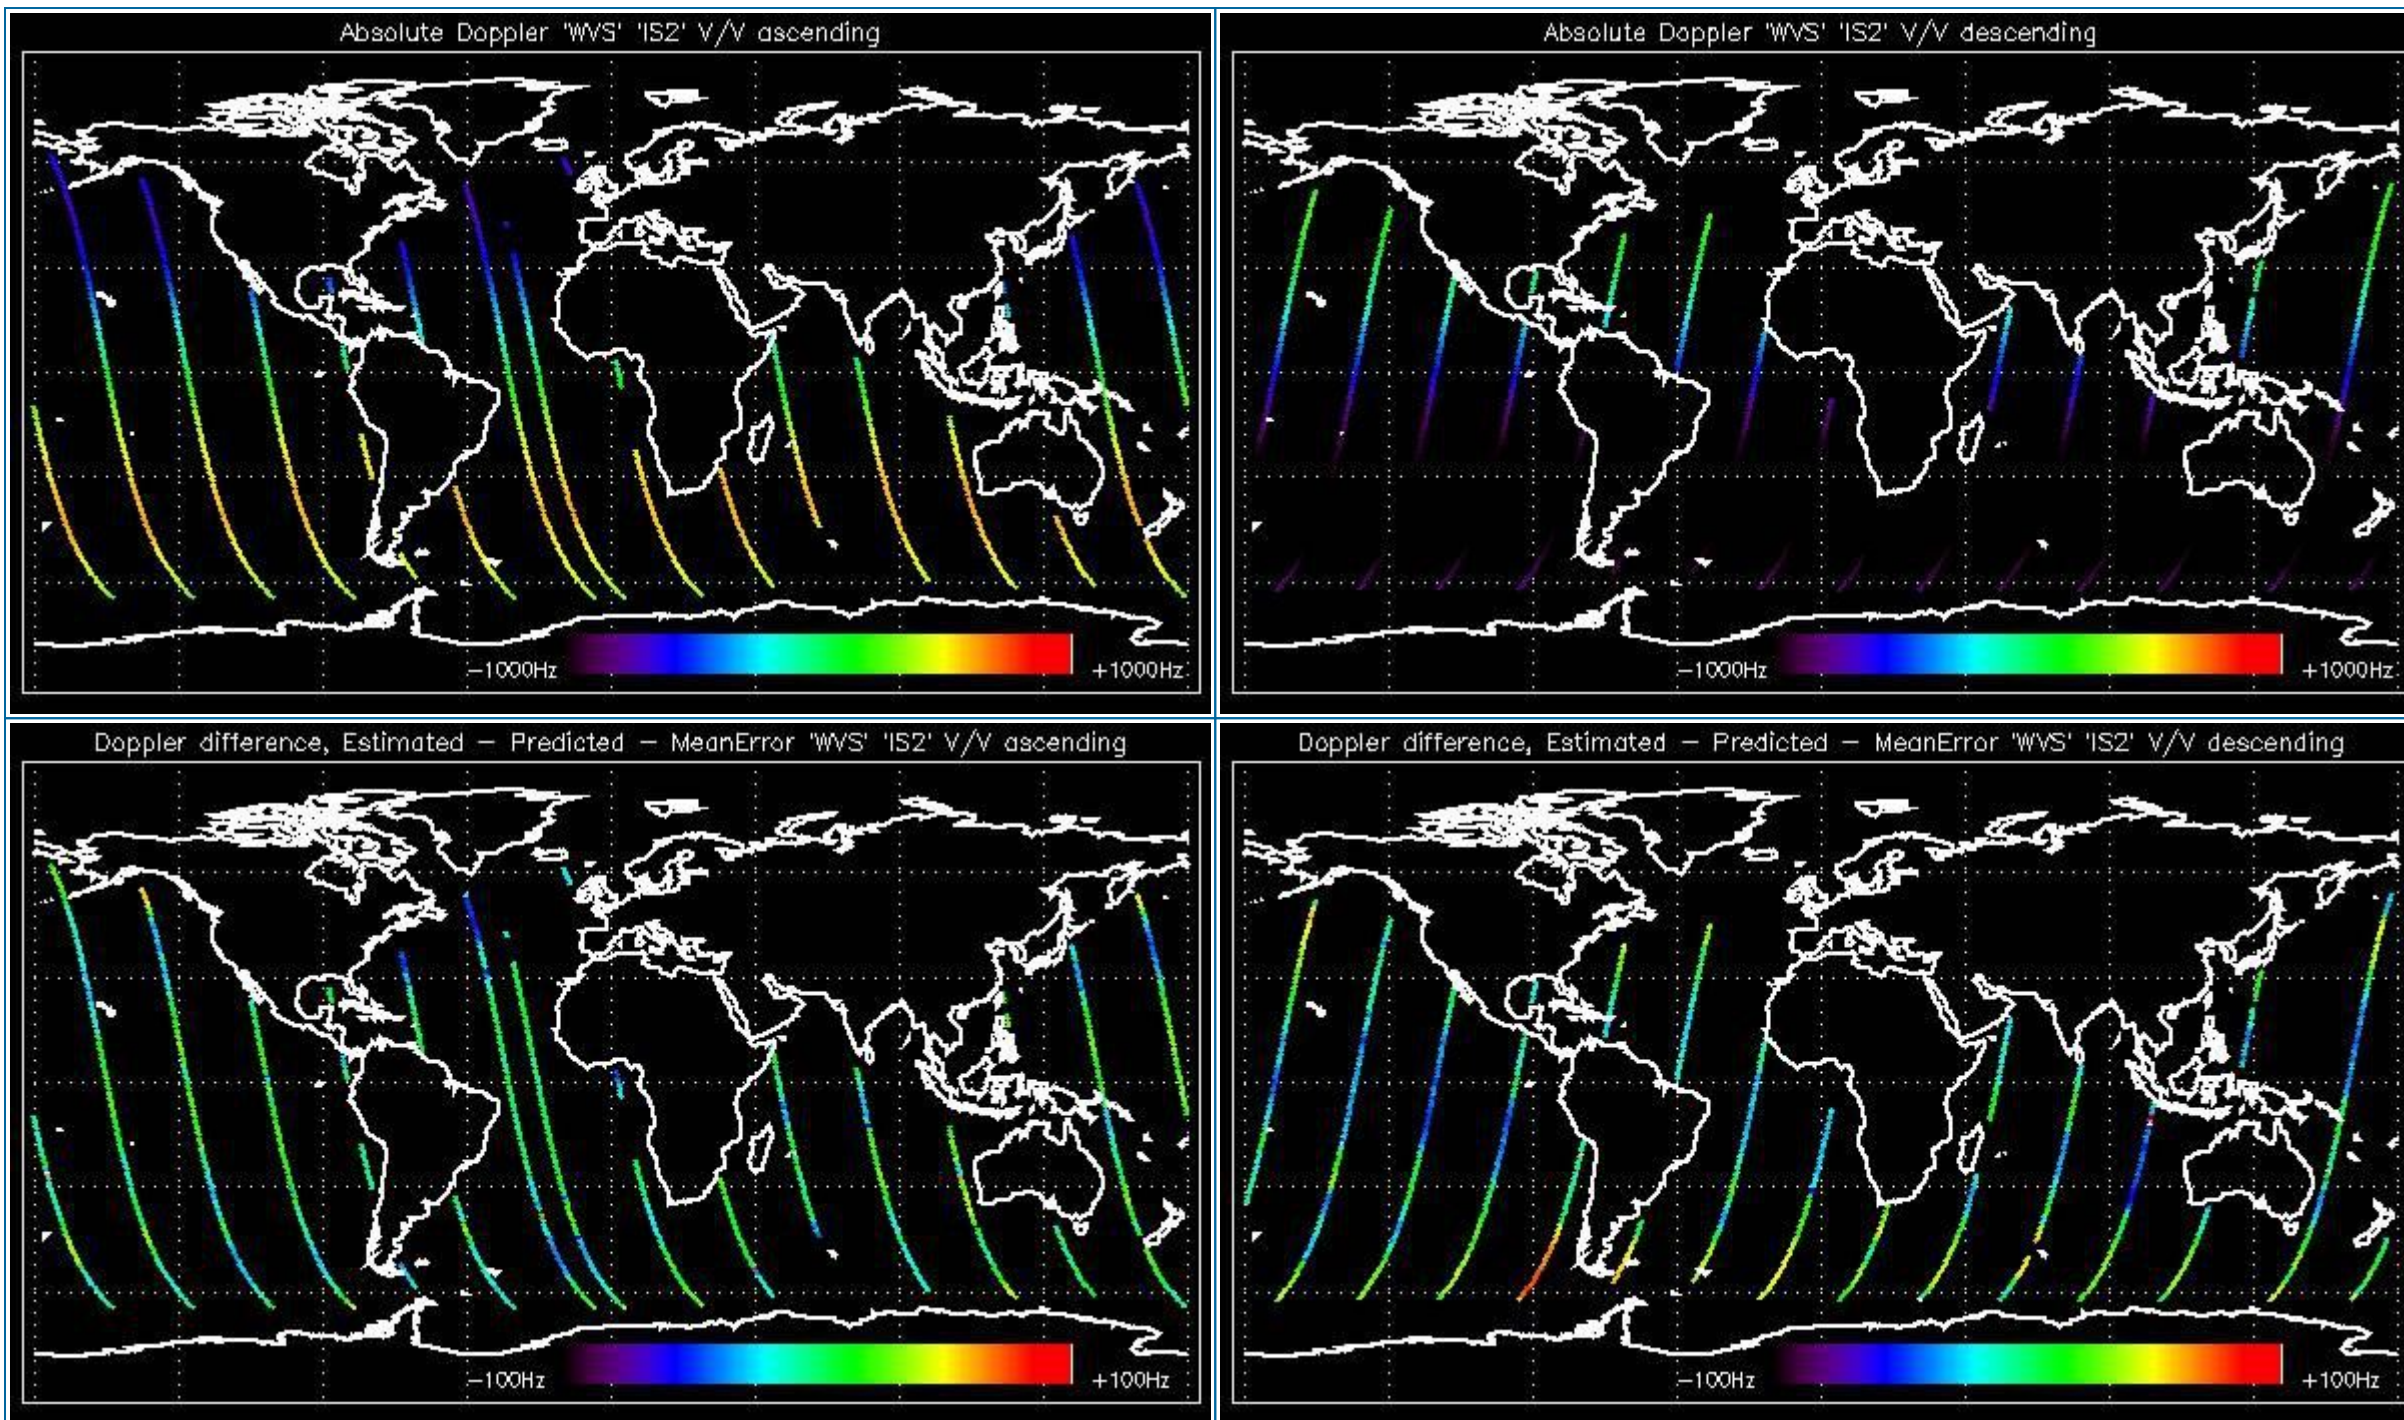 Absolute Doppler 'WVS' 'IS2' V/V ascending
-1000Hz
+1000Hz
Absolute Doppler 'WVS' 'IS2' V/V descending
-1000Hz
+1000Hz
Doppler difference, Estimated - Predicted - MeanError 'WVS' 'IS2' V/V ascending
-100Hz
+100Hz
Doppler difference, Estimated - Predicted - MeanError 'WVS' 'IS2' V/V descending
-100Hz
+100Hz